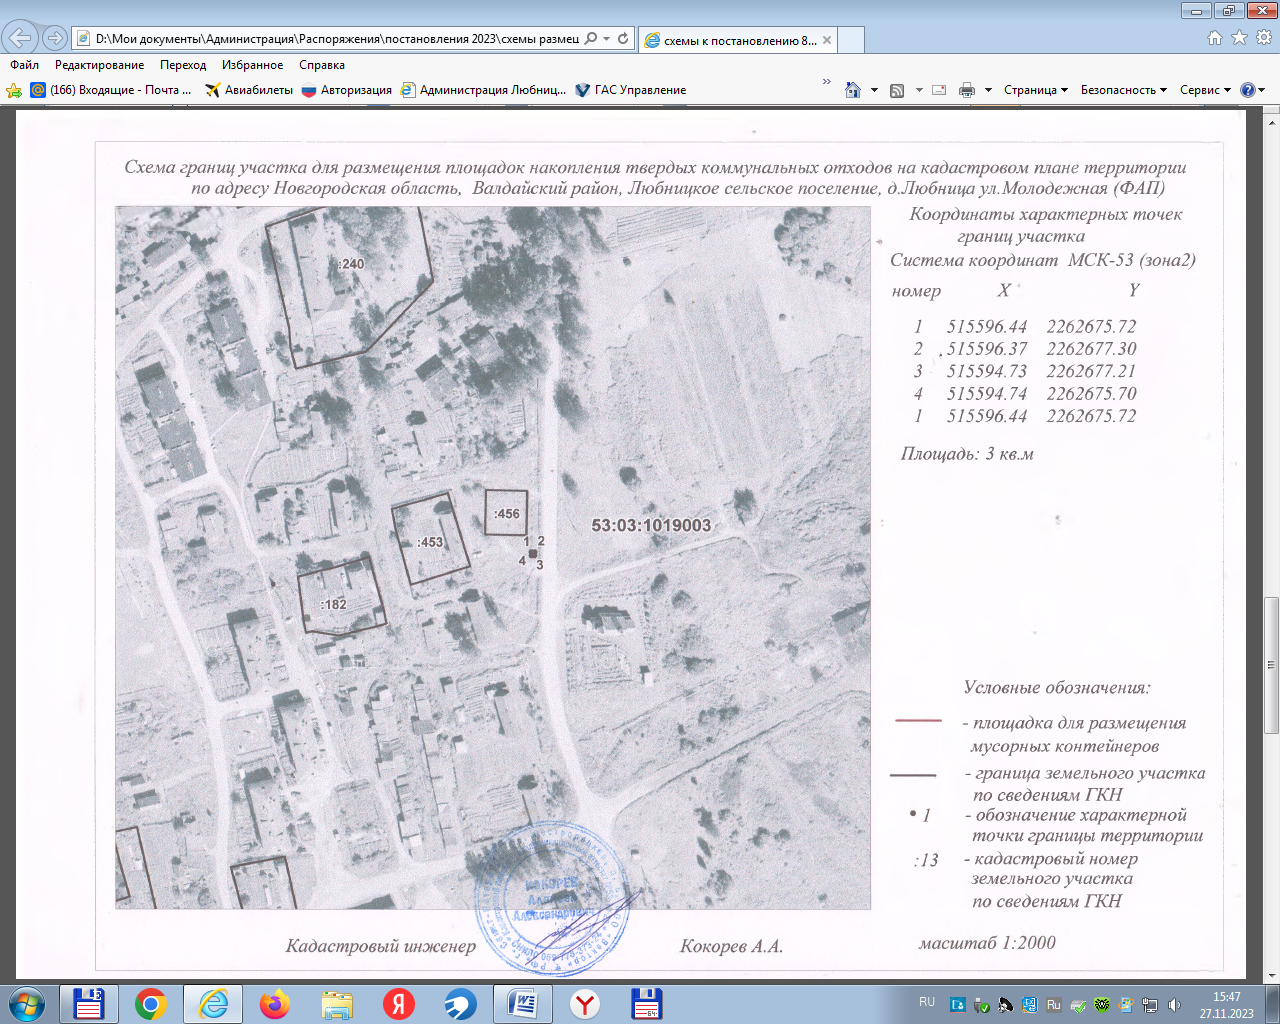 D:\Мои документы\Администрация\Распоряжения\постановления 2023\схемы размещ
схемы к постановлению 8...
Файл Редактирование Переход Избранное Справка
(166) Входящие - Почта ... Авиабилеты Авторизация Администрация Любниц... ГАС Управление » Страница Безопасность Сервис
Схема границ участка для размещения площадок накопления твердых коммунальных отходов на кадастровом плане территории
по адресу Новгородская область, Валдайский район, Любницкое сельское поселение, д.Любница ул.Молодежная (ФАП)
:240
:456
:453
:182
53:03:1019003
1 2
4 3
Координаты характерных точек
границ участка
Система координат МСК-53 (зона2)
номер X Y
1 515596.44 2262675.72
2 515596.37 2262677.30
3 515594.73 2262677.21
4 515594.74 2262675.70
1 515596.44 2262675.72
Площадь: 3 кв.м
Условные обозначения:
- площадка для размещения
мусорных контейнеров
- граница земельного участка
по сведениям ГКН
1 - обозначение характерной
точки границы территории
:13 - кадастровый номер
земельного участка
по сведениям ГКН
КОКОРЕВ
Алексей
Александрович
Кадастровый инженер Кокорев А.А. масштаб 1:2000
RU
Ru
15:47
27.11.2023